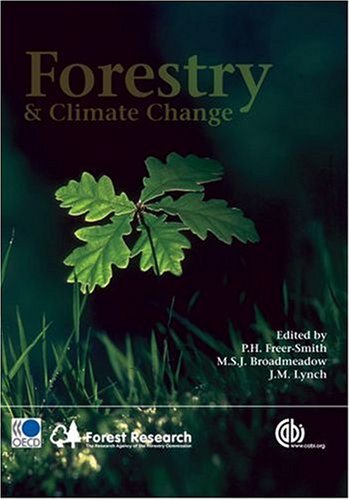 Forestry
& Climate Change
Edited by
P.H. Freer-Smith
M.S.J. Broadmeadow
J.M. Lynch
OECD
Forest Research
The Research Agency of the Forestry Commission
cabi
www.cabi.org